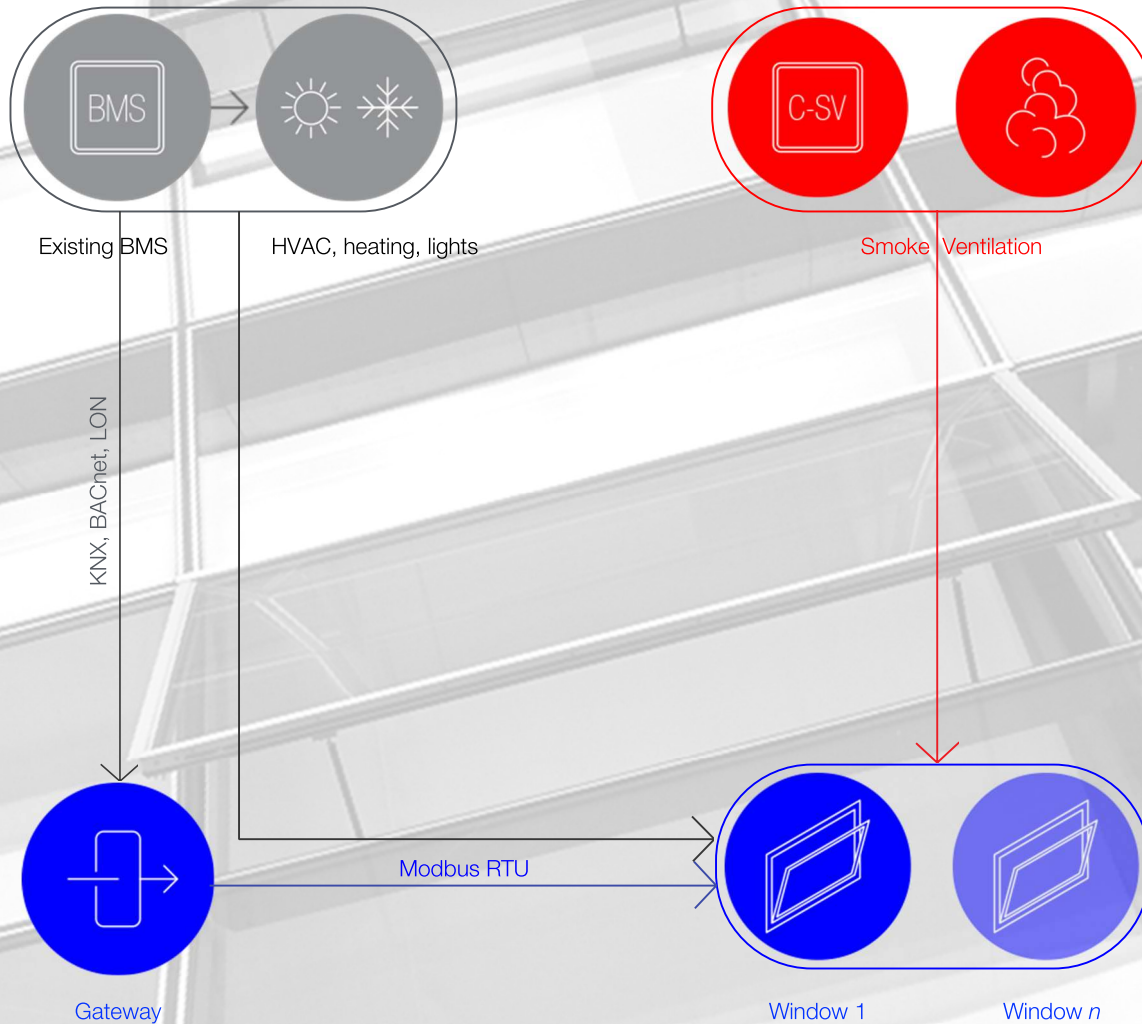 BMS
C-SV
Existing BMS
HVAC, heating, lights
Smoke Ventilation
KNX, BACnet, LON
Modbus RTU
Gateway
Window 1
Window n